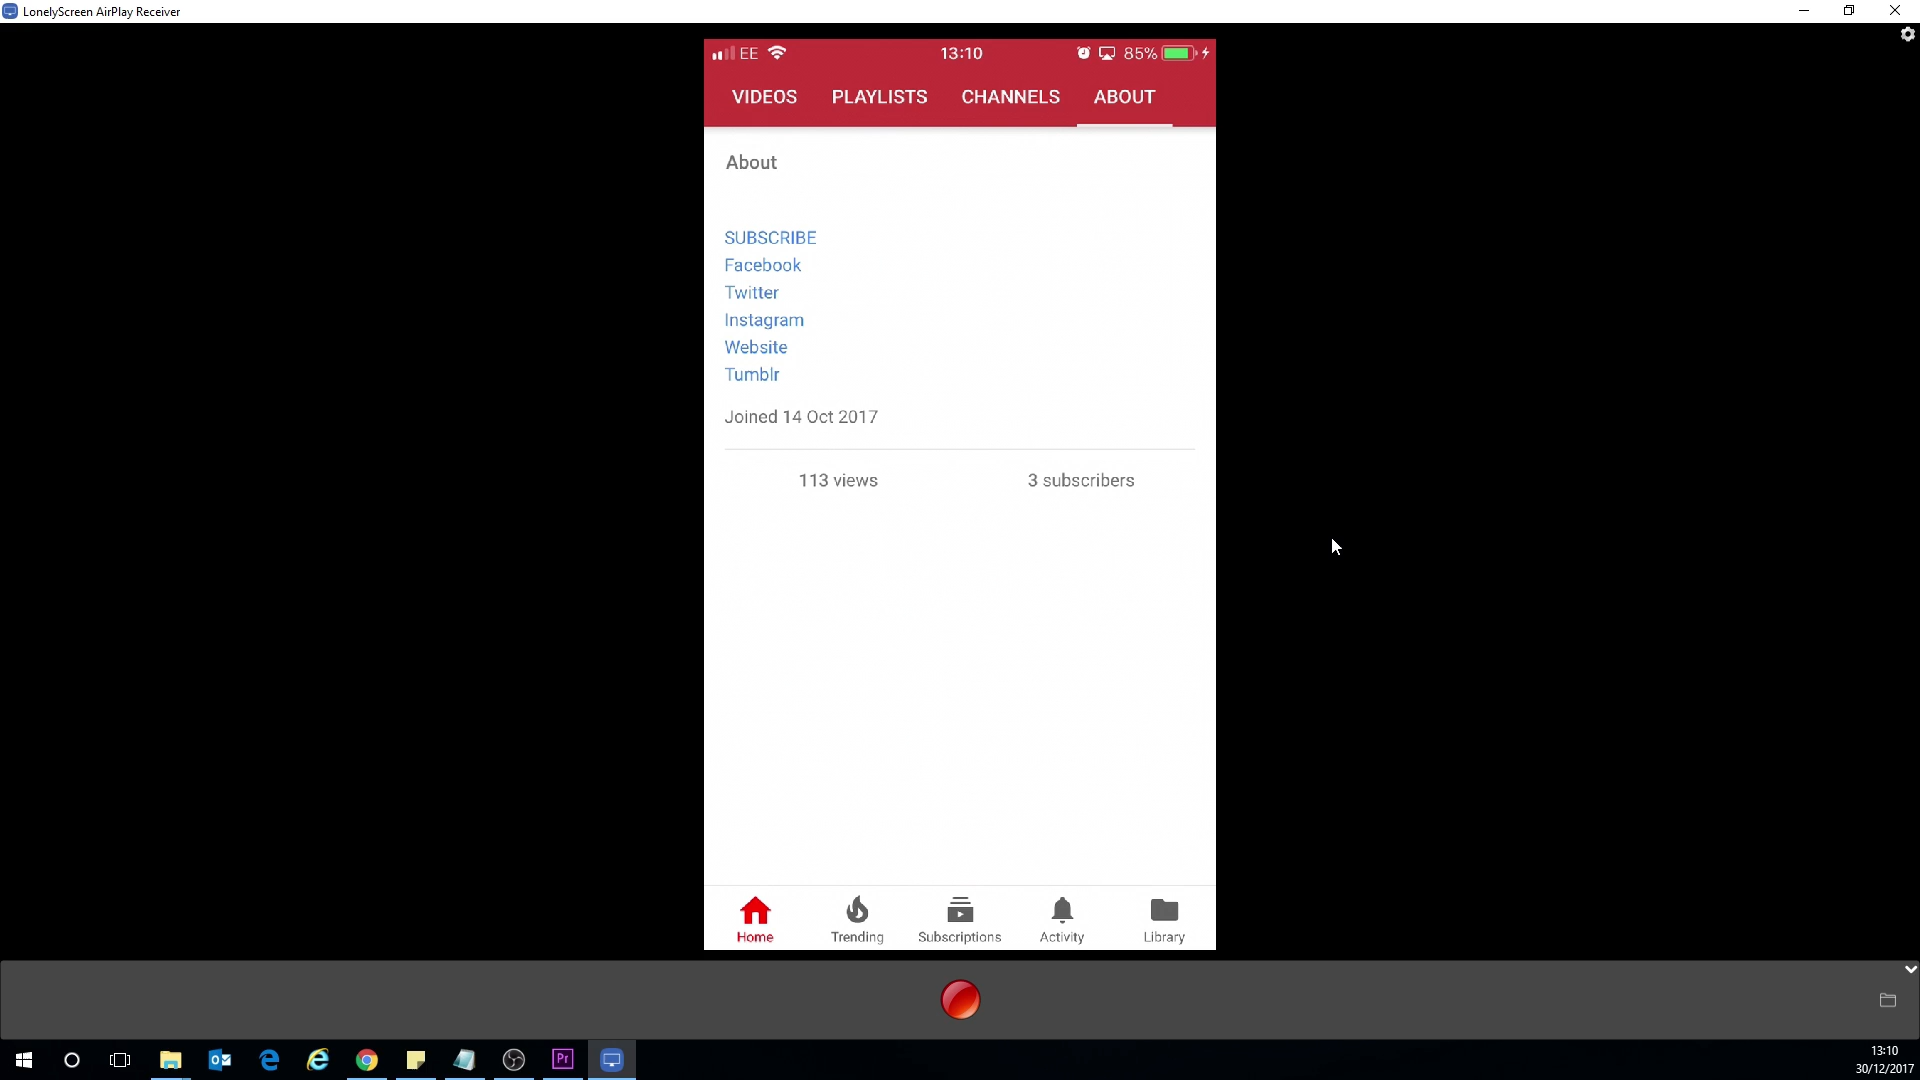 LonelyScreen AirPlay Receiver
EE 13:10 85%
VIDEOS PLAYLISTS CHANNELS ABOUT
About
SUBSCRIBE
Facebook
Twitter
Instagram
Website
Tumblr
Joined 14 Oct 2017
113 views 3 subscribers
Home Trending Subscriptions Activity Library
Pr
13:10
30/12/2017